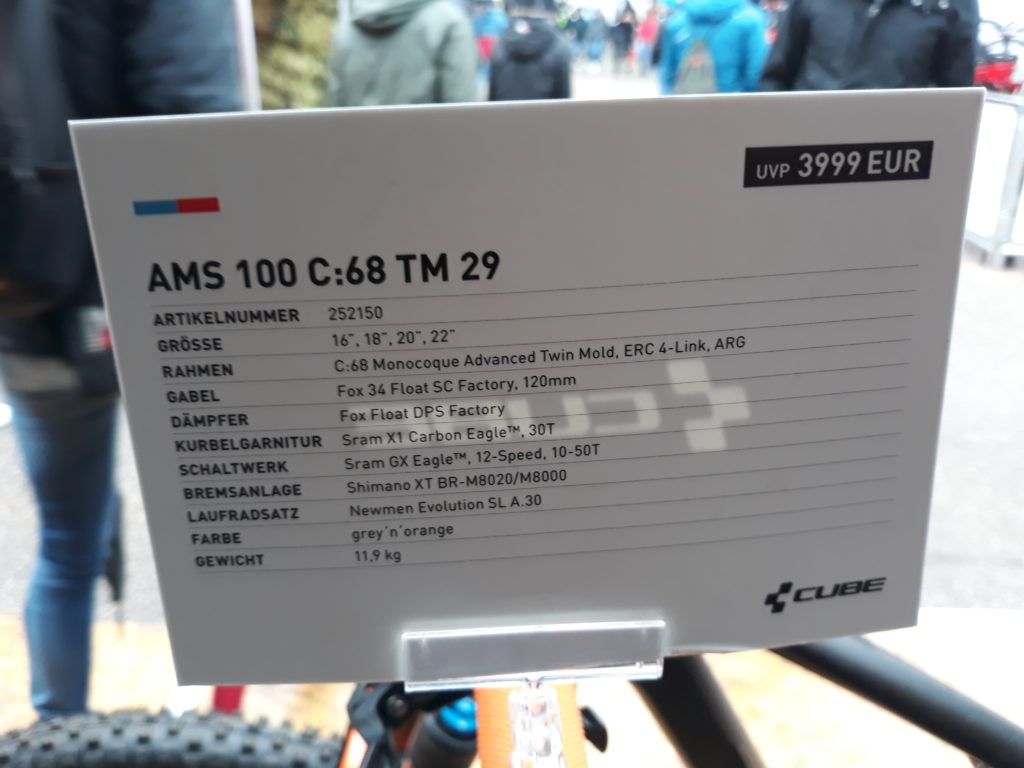 UVP 3999 EUR
AMS 100 C:68 TM 29
ARTIKELNUMMER 252150
GRÖSSE 16", 18", 20", 22"
RAHMEN C:68 Monocoque Advanced Twin Mold, ERC 4-Link, ARG
GABEL Fox 34 Float SC Factory, 120mm
DÄMPFER Fox Float DPS Factory
KURBELGARNITUR Sram X1 Carbon Eagle™, 30T
SCHALTWERK Sram GX Eagle™, 12-Speed, 10-50T
BREMSANLAGE Shimano XT BR-M8020/M8000
LAUFRADSATZ Newmen Evolution SL A.30
FARBE grey´n´orange
GEWICHT 11,9 kg
CUBE